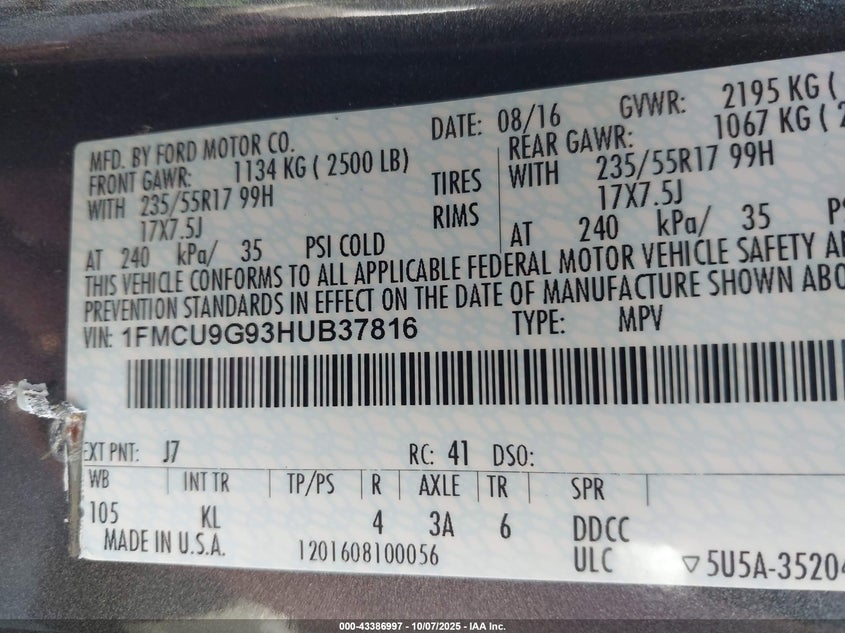 MFD. BY FORD MOTOR CO. DATE: 08/16 GVWR: 2195 KG (
FRONT GAWR: 1134 KG ( 2500 LB) REAR GAWR: 1067 KG ( 2
WITH 235/55R17 99H TIRES WITH 235/55R17 99H
17X7.5J RIMS 17X7.5J
AT 240 kPa/ 35 PSI COLD AT 240 kPa/ 35 PS
THIS VEHICLE CONFORMS TO ALL APPLICABLE FEDERAL MOTOR VEHICLE SAFETY A
PREVENTION STANDARDS IN EFFECT ON THE DATE OF MANUFACTURE SHOWN ABO
VIN: 1FMCU9G93HUB37816 TYPE: MPV
EXT PNT: J7 RC: 41 DSO:
WB INT TR TP/PS R AXLE TR SPR
105 KL 4 3A 6 DDCC
MADE IN U.S.A. 1201608100056 ULC ▽5U5A-35204
000-43386997 - 10/07/2025 - IAA Inc.